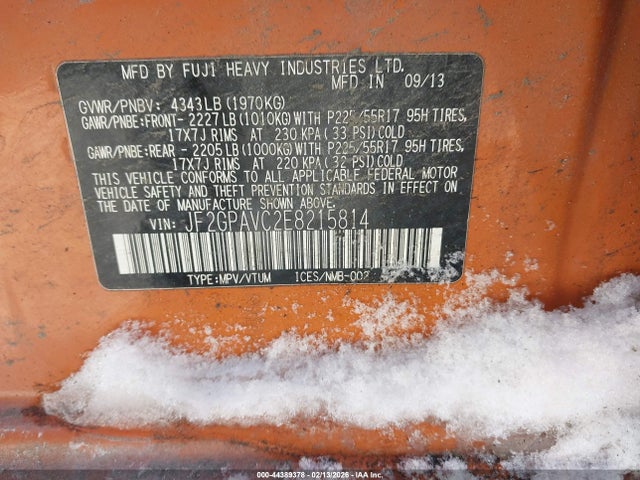 MFD BY FUJI HEAVY INDUSTRIES LTD.
MFD IN 09/13
GVWR/PNBV: 4343LB (1970KG)
GAWR/PNBE:FRONT- 2227LB (1010KG) WITH P225/55R17 95H TIRES,
17X7J RIMS AT 230 KPA (33 PSI) COLD
GAWR/PNBE:REAR - 2205LB (1000KG) WITH P225/55R17 95H TIRES,
17X7J RIMS AT 220 KPA (32 PSI) COLD
THIS VEHICLE CONFORMS TO ALL APPLICABLE FEDERAL MOTOR
VEHICLE SAFETY AND THEFT PREVENTION STANDARDS IN EFFECT
ON THE DATE OF MANUFACTURE SHOWN ABOVE.
VIN: JF2GPAVC2E8215814
TYPE:MPV/VTUM ICES/NMB-002
000-44389378 - 02/13/2026 - COPYRIGHT IAA, LLC.